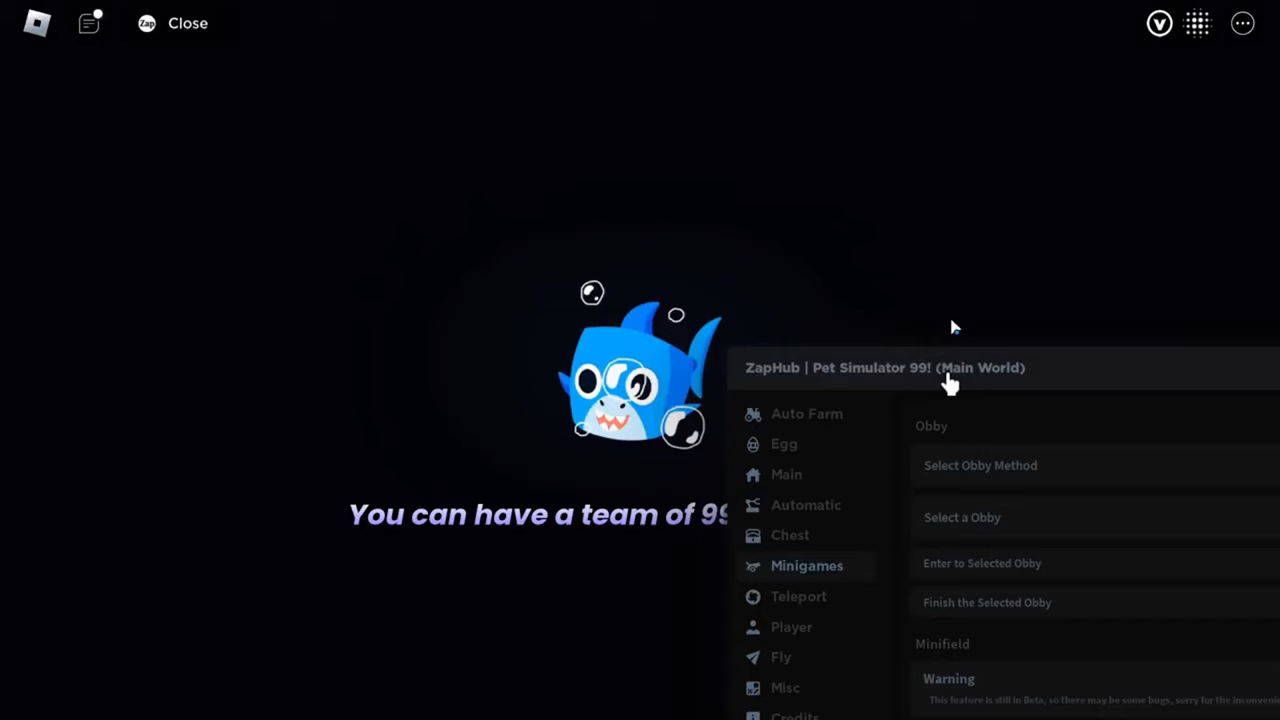 Zap Close
V
ZapHub | Pet Simulator 99! (Main World)
Auto Farm
Egg
Main
Automatic
Chest
Minigames
Teleport
Player
Fly
Misc
Credits
Obby
Select Obby Method
Select a Obby
Enter to Selected Obby
Finish the Selected Obby
Minifield
Warning
This feature is still in Beta, so there may be some bugs, sorry for the
You can have a team of 99